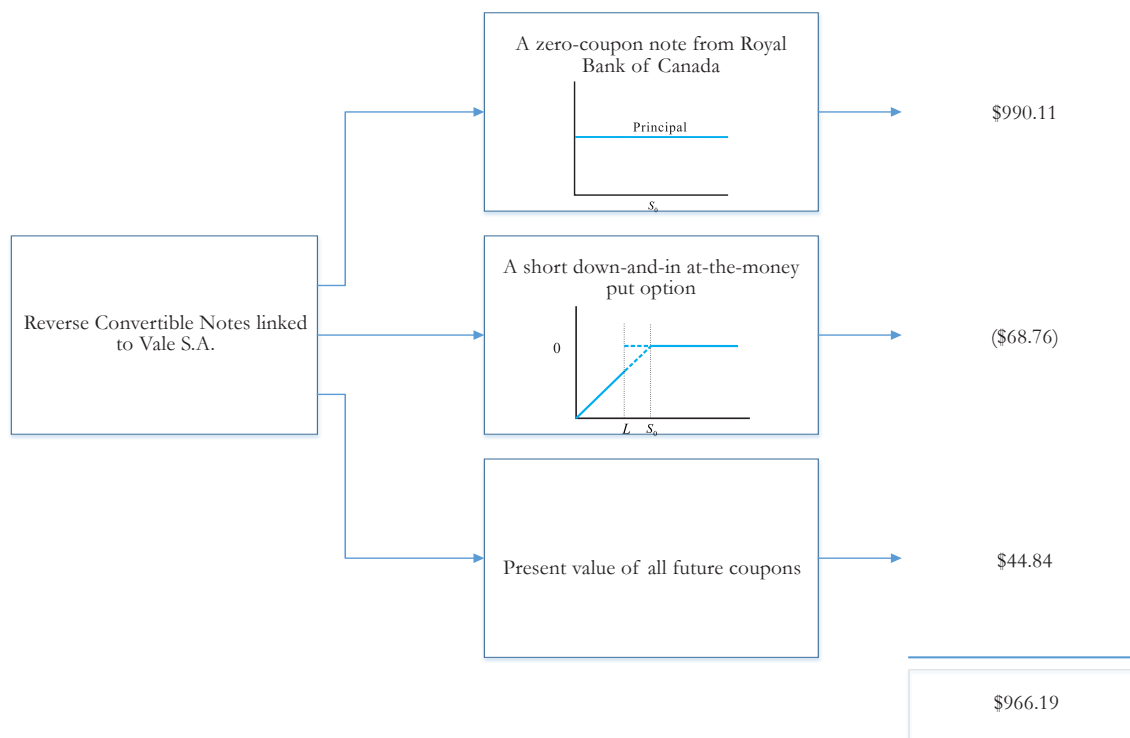 A zero-coupon note from Royal
Bank of Canada
Principal
S₀
$990.11
Reverse Convertible Notes linked
to Vale S.A.
A short down-and-in at-the-money
put option
0
L
S₀
($68.76)
Present value of all future coupons
$44.84
$966.19